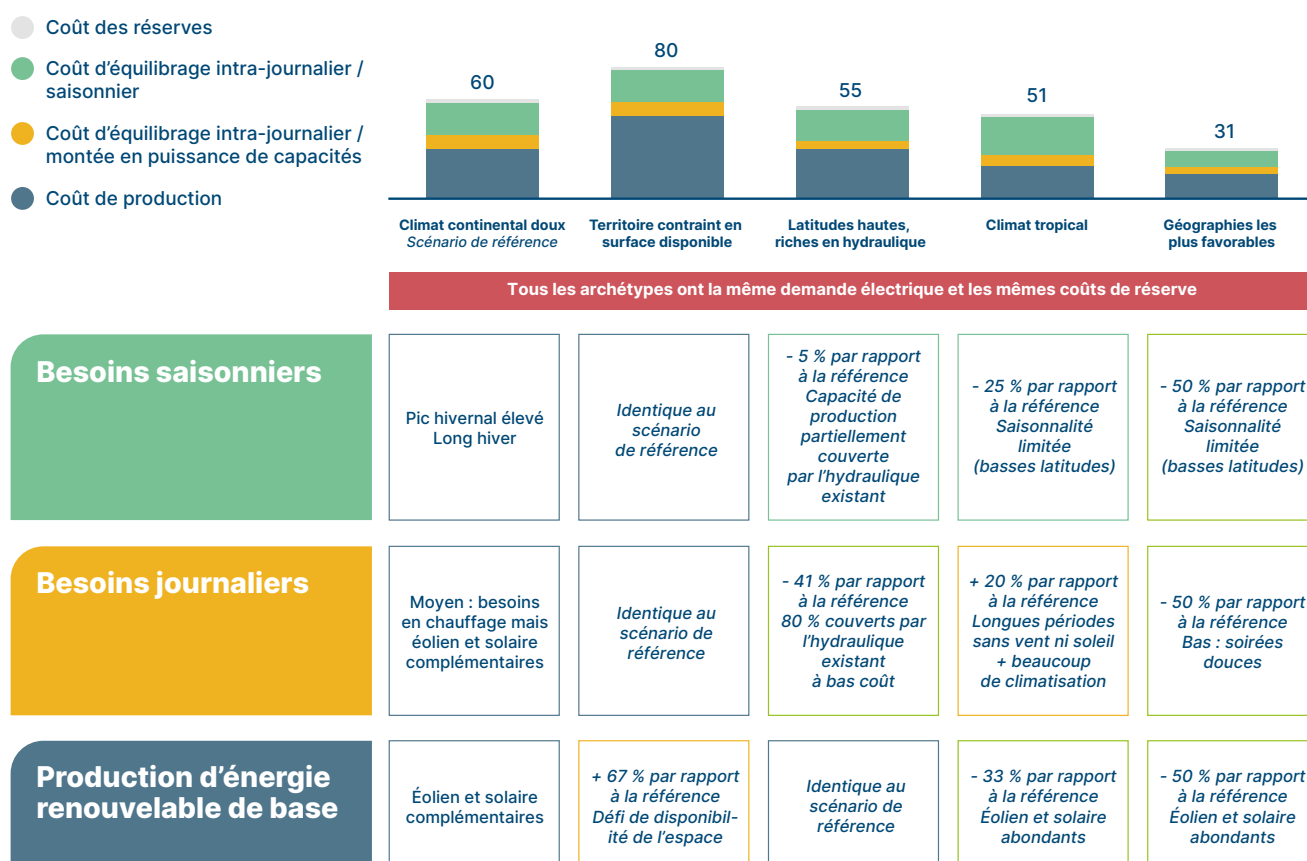 Coût des réserves
Coût d’équilibrage intra-journalier /
saisonnier
Coût d’équilibrage intra-journalier /
montée en puissance de capacités
Coût de production
60
80
55
51
31
Climat continental doux
Scénario de référence
Territoire contraint en
surface disponible
Latitudes hautes,
riches en hydraulique
Climat tropical
Géographies les
plus favorables
Tous les archétypes ont la même demande électrique et les mêmes coûts de réserve
Besoins saisonniers
Pic hivernal élevé
Long hiver
Identique au
scénario
de référence
- 5 % par rapport
à la référence
Capacité de
production
partiellement
couverte
par l’hydraulique
existant
- 25 % par rapport
à la référence
Saisonnalité
limitée
(basses latitudes)
- 50 % par rapport
à la référence
Saisonnalité
limitée
(basses latitudes)
Besoins journaliers
Moyen : besoins
en chauffage mais
éolien et solaire
complémentaires
Identique au
scénario de
référence
- 41 % par rapport
à la référence
80 % couverts par
l’hydraulique
existant
à bas coût
+ 20 % par rapport
à la référence
Longues périodes
sans vent ni soleil
+ beaucoup
de climatisation
- 50 % par rapport
à la référence
Bas : soirées
douces
Production d’énergie
renouvelable de base
Éolien et solaire
complémentaires
+ 67 % par rapport
à la référence
Défi de disponibil-
ité de l’espace
Identique au
scénario de
référence
- 33 % par rapport
à la référence
Éolien et solaire
abondants
- 50 % par rapport
à la référence
Éolien et solaire
abondants